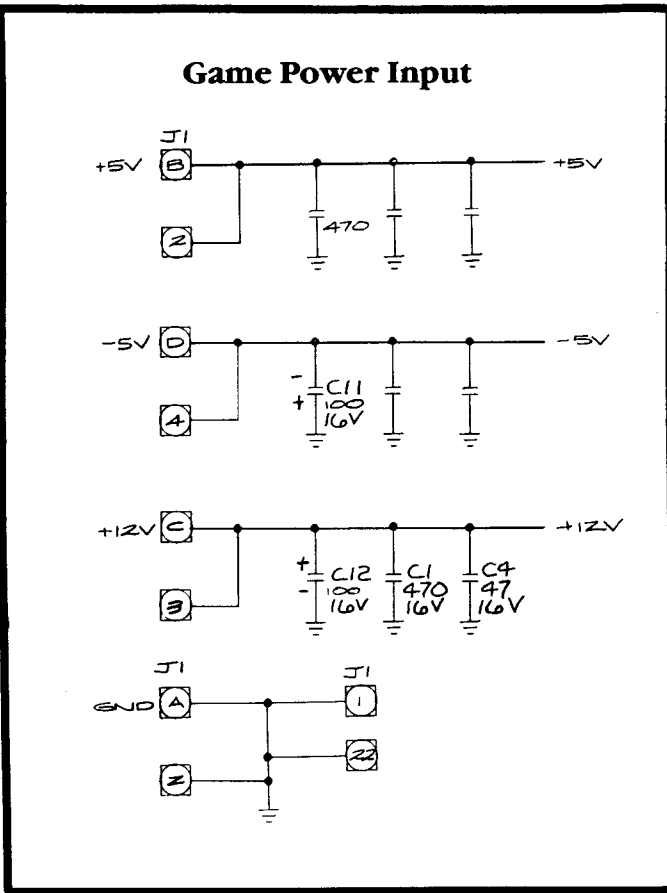 Game Power Input
J1
+5V B +5V
2
470
-5V D -5V
4
- C11
+ 100
16V
+12V C +12V
3
+ C12 C1 C4
- 100 470 47
16V 16V 16V
J1 J1
GND A 1
22
Z